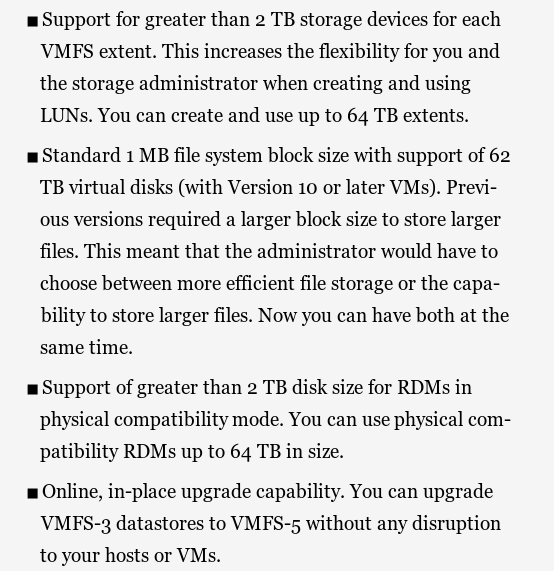 ■ Support for greater than 2 TB storage devices for each
VMFS extent. This increases the flexibility for you and
the storage administrator when creating and using
LUNs. You can create and use up to 64 TB extents.
■ Standard 1 MB file system block size with support of 62
TB virtual disks (with Version 10 or later VMs). Previ-
ous versions required a larger block size to store larger
files. This meant that the administrator would have to
choose between more efficient file storage or the capa-
bility to store larger files. Now you can have both at the
same time.
■ Support of greater than 2 TB disk size for RDMs in
physical compatibility mode. You can use physical com-
patibility RDMs up to 64 TB in size.
■ Online, in-place upgrade capability. You can upgrade
VMFS-3 datastores to VMFS-5 without any disruption
to your hosts or VMs.